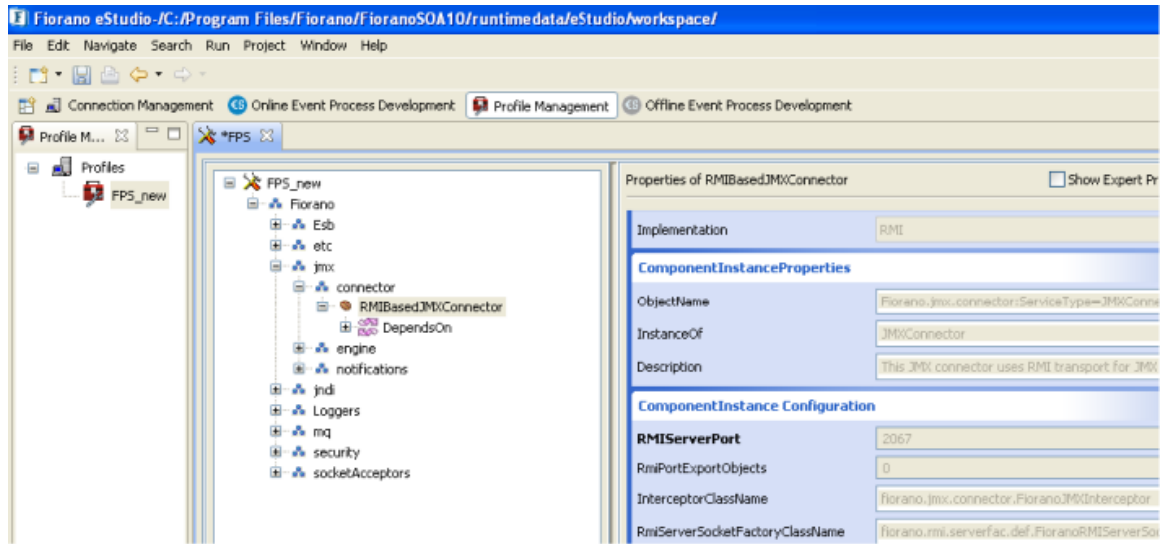 Fiorano eStudio-/C:/Program Files/Fiorano/FioranoSOA10/runtimedata/eStudio/workspace/
File Edit Navigate Search Run Project Window Help
Connection Management Online Event Process Development Profile Management Offline Event Process Development
Profile M... *FPS
Profiles
FPS_new
FPS_new
Fiorano
Esb
etc
jmx
connector
RMIBasedJMXConnector
DependsOn
engine
notifications
jndi
Loggers
mq
security
socketAcceptors
Properties of RMIBasedJMXConnector Show Expert Pr
Implementation RMI
ComponentInstanceProperties
ObjectName Fiorano.jmx.connector:ServiceType=JMXConne
InstanceOf JMXConnector
Description This JMX connector uses RMI transport for JMX
ComponentInstance Configuration
RMIServerPort 2067
RmiPortExportObjects 0
InterceptorClassName fiorano.jmx.connector.FioranoJMXInterceptor
RmiServerSocketFactoryClassName fiorano.rmi.serverfac.def.FioranoRMIServerSoc